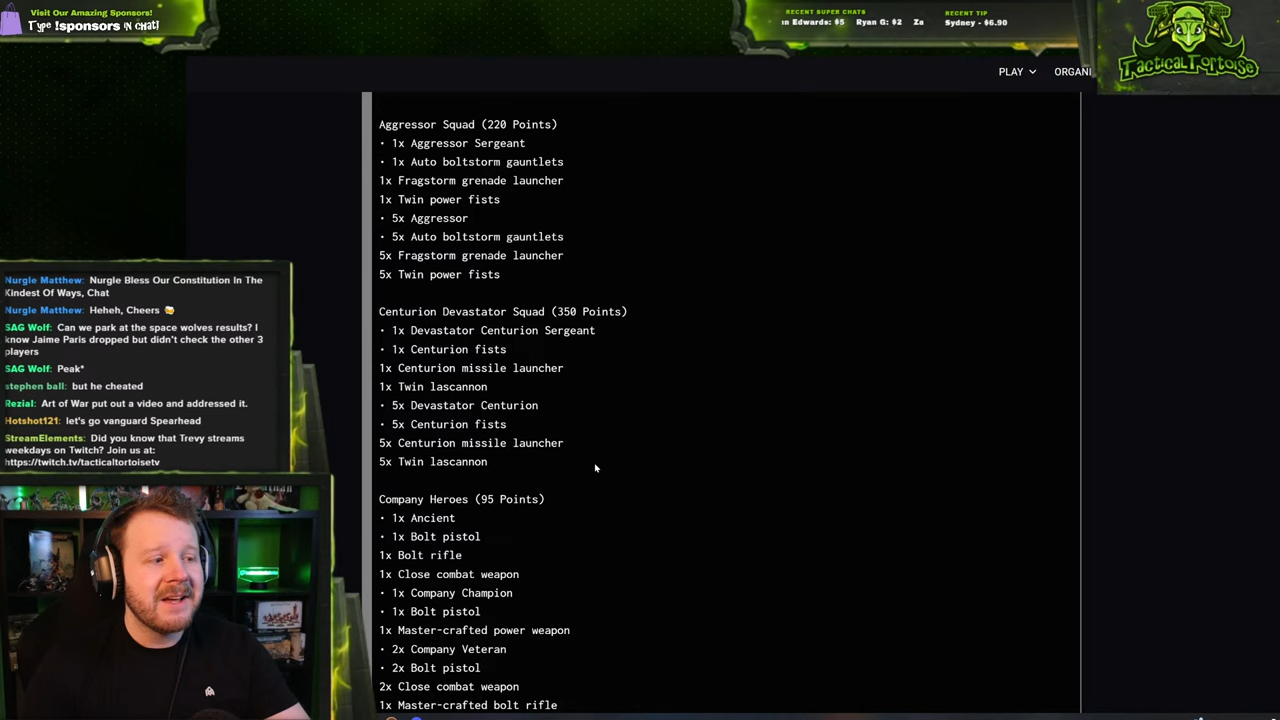 Visit Our Amazing Sponsors!
Type !sponsors in chat!
RECENT SUPER CHATS
in Edwards: $5 Ryan G: $2 Za
RECENT TIP
Sydney - $6.90
TacticalTortoise
PLAY
ORGANI
Aggressor Squad (220 Points)
• 1x Aggressor Sergeant
• 1x Auto boltstorm gauntlets
1x Fragstorm grenade launcher
1x Twin power fists
• 5x Aggressor
• 5x Auto boltstorm gauntlets
5x Fragstorm grenade launcher
5x Twin power fists
Centurion Devastator Squad (350 Points)
• 1x Devastator Centurion Sergeant
• 1x Centurion fists
1x Centurion missile launcher
1x Twin lascannon
• 5x Devastator Centurion
• 5x Centurion fists
5x Centurion missile launcher
5x Twin lascannon
Company Heroes (95 Points)
• 1x Ancient
• 1x Bolt pistol
1x Bolt rifle
1x Close combat weapon
• 1x Company Champion
• 1x Bolt pistol
1x Master-crafted power weapon
• 2x Company Veteran
• 2x Bolt pistol
2x Close combat weapon
1x Master-crafted bolt rifle
Nurgle Matthew: Nurgle Bless Our Constitution In The
Kindest Of Ways, Chat
Nurgle Matthew: Heheh, Cheers 🍻
SAG Wolf: Can we park at the space wolves results? I
know Jaime Paris dropped but didn't check the other 3
players
SAG Wolf: Peak*
stephen ball: but he cheated
Rezial: Art of War put out a video and addressed it.
Hotshot121: let's go vanguard Spearhead
StreamElements: Did you know that Trevy streams
weekdays on Twitch? Join us at:
https://twitch.tv/tacticaltortoisetv